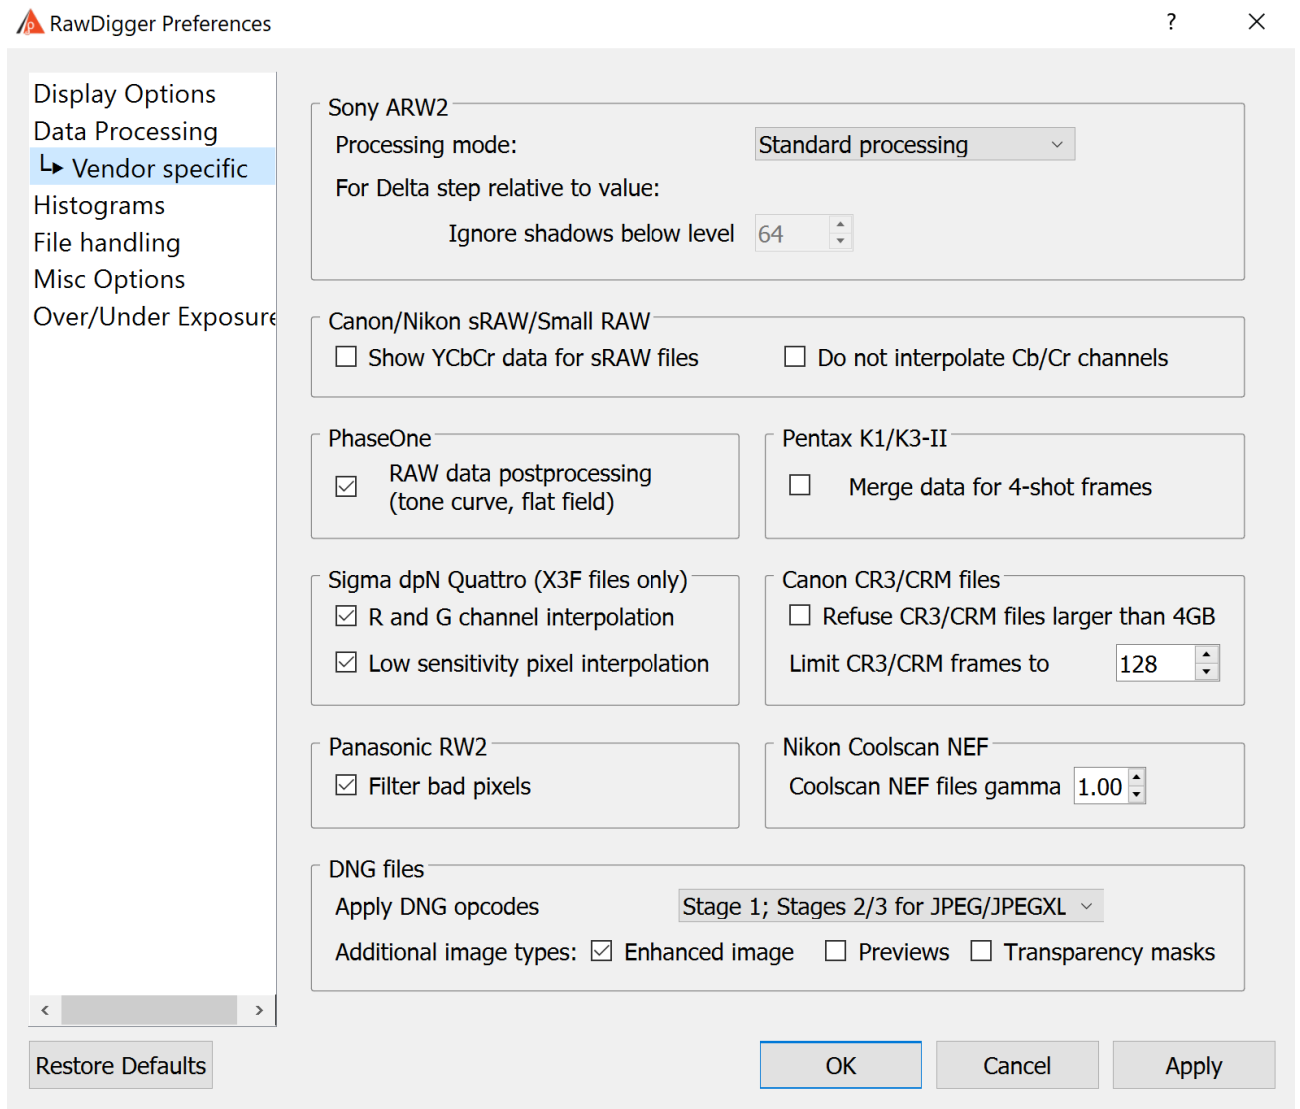 RawDigger Preferences
Display Options
Data Processing
Vendor specific
Histograms
File handling
Misc Options
Over/Under Exposure
Sony ARW2
Processing mode: Standard processing
For Delta step relative to value:
Ignore shadows below level 64
Canon/Nikon sRAW/Small RAW
Show YCbCr data for sRAW files Do not interpolate Cb/Cr channels
PhaseOne
RAW data postprocessing
(tone curve, flat field)
Pentax K1/K3-II
Merge data for 4-shot frames
Sigma dpN Quattro (X3F files only)
R and G channel interpolation
Low sensitivity pixel interpolation
Canon CR3/CRM files
Refuse CR3/CRM files larger than 4GB
Limit CR3/CRM frames to 128
Panasonic RW2
Filter bad pixels
Nikon Coolscan NEF
Coolscan NEF files gamma 1.00
DNG files
Apply DNG opcodes Stage 1; Stages 2/3 for JPEG/JPEGXL
Additional image types: Enhanced image Previews Transparency masks
Restore Defaults OK Cancel Apply